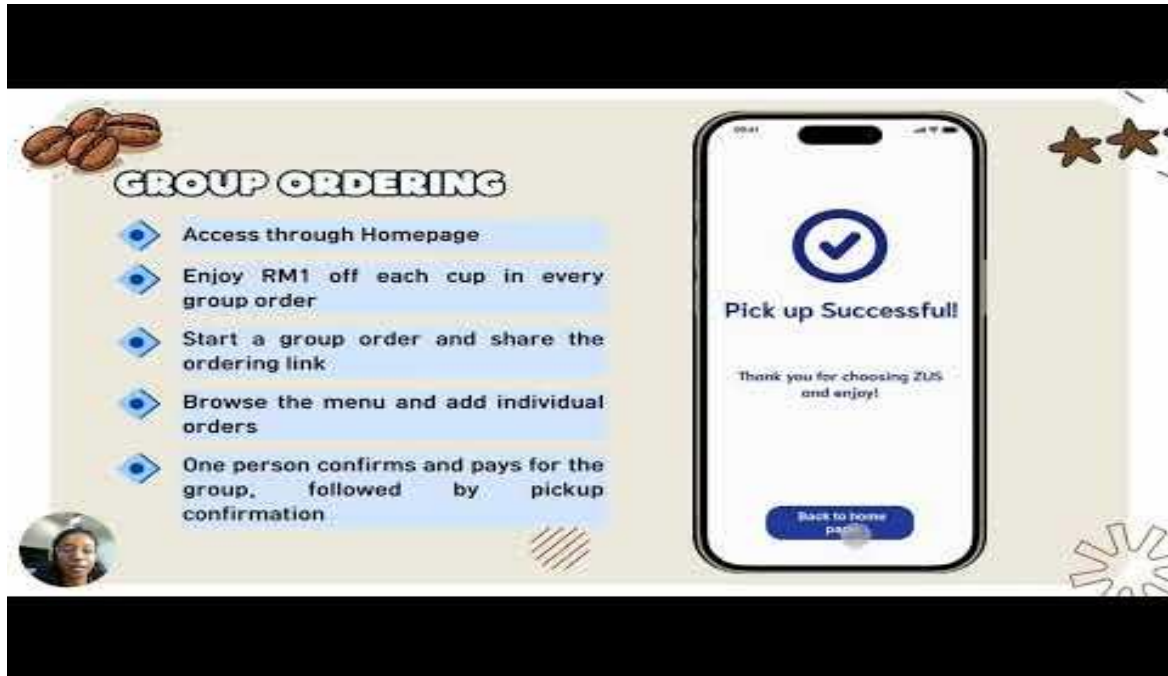 GROUP ORDERING
Access through Homepage
Enjoy RM1 off each cup in every
group order
Start a group order and share the
ordering link
Browse the menu and add individual
orders
One person confirms and pays for the
group, followed by pickup
confirmation
09:41
Pick up Successful!
Thank you for choosing ZUS
and enjoy!
Back to home